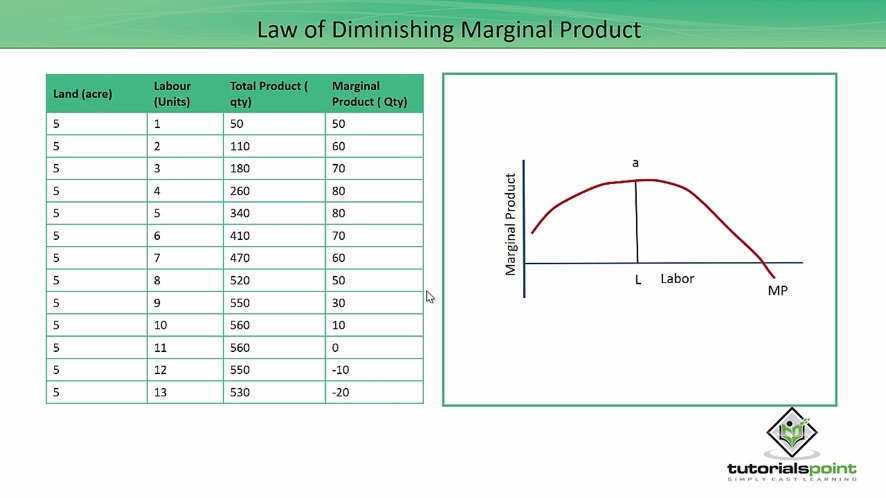 Law of Diminishing Marginal Product
Land (acre) Labour (Units) Total Product ( qty) Marginal Product ( Qty)
5 1 50 50
5 2 110 60
5 3 180 70
5 4 260 80
5 5 340 80
5 6 410 70
5 7 470 60
5 8 520 50
5 9 550 30
5 10 560 10
5 11 560 0
5 12 550 -10
5 13 530 -20
Marginal Product
a
L Labor
MP
tutorialspoint
SIMPLY EASY LEARNING